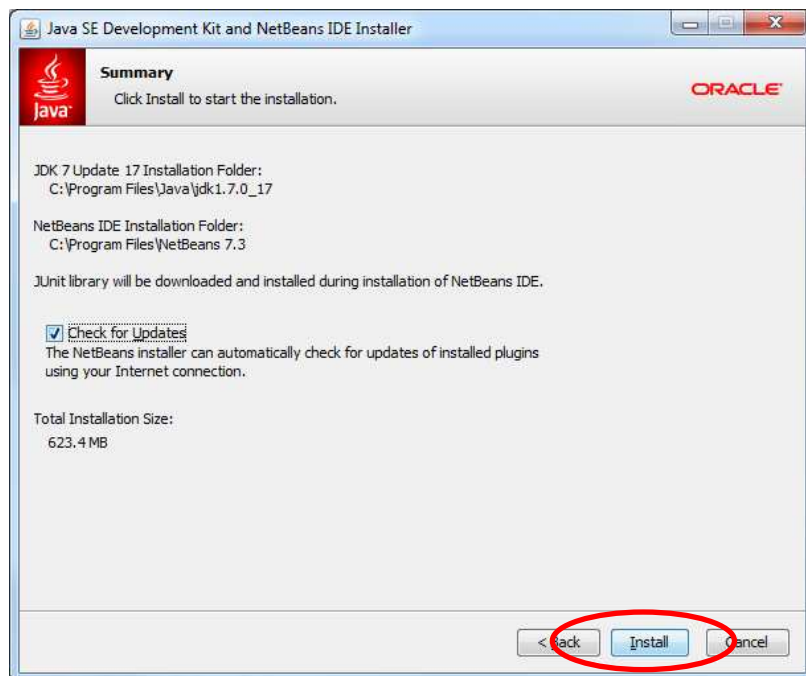 Java SE Development Kit and NetBeans IDE Installer
Java
Summary
Click Install to start the installation.
ORACLE
JDK 7 Update 17 Installation Folder:
C:\Program Files\Java\jdk1.7.0_17
NetBeans IDE Installation Folder:
C:\Program Files\NetBeans 7.3
JUnit library will be downloaded and installed during installation of NetBeans IDE.
Check for Updates
The NetBeans installer can automatically check for updates of installed plugins
using your Internet connection.
Total Installation Size:
623.4 MB
< Back Install Cancel